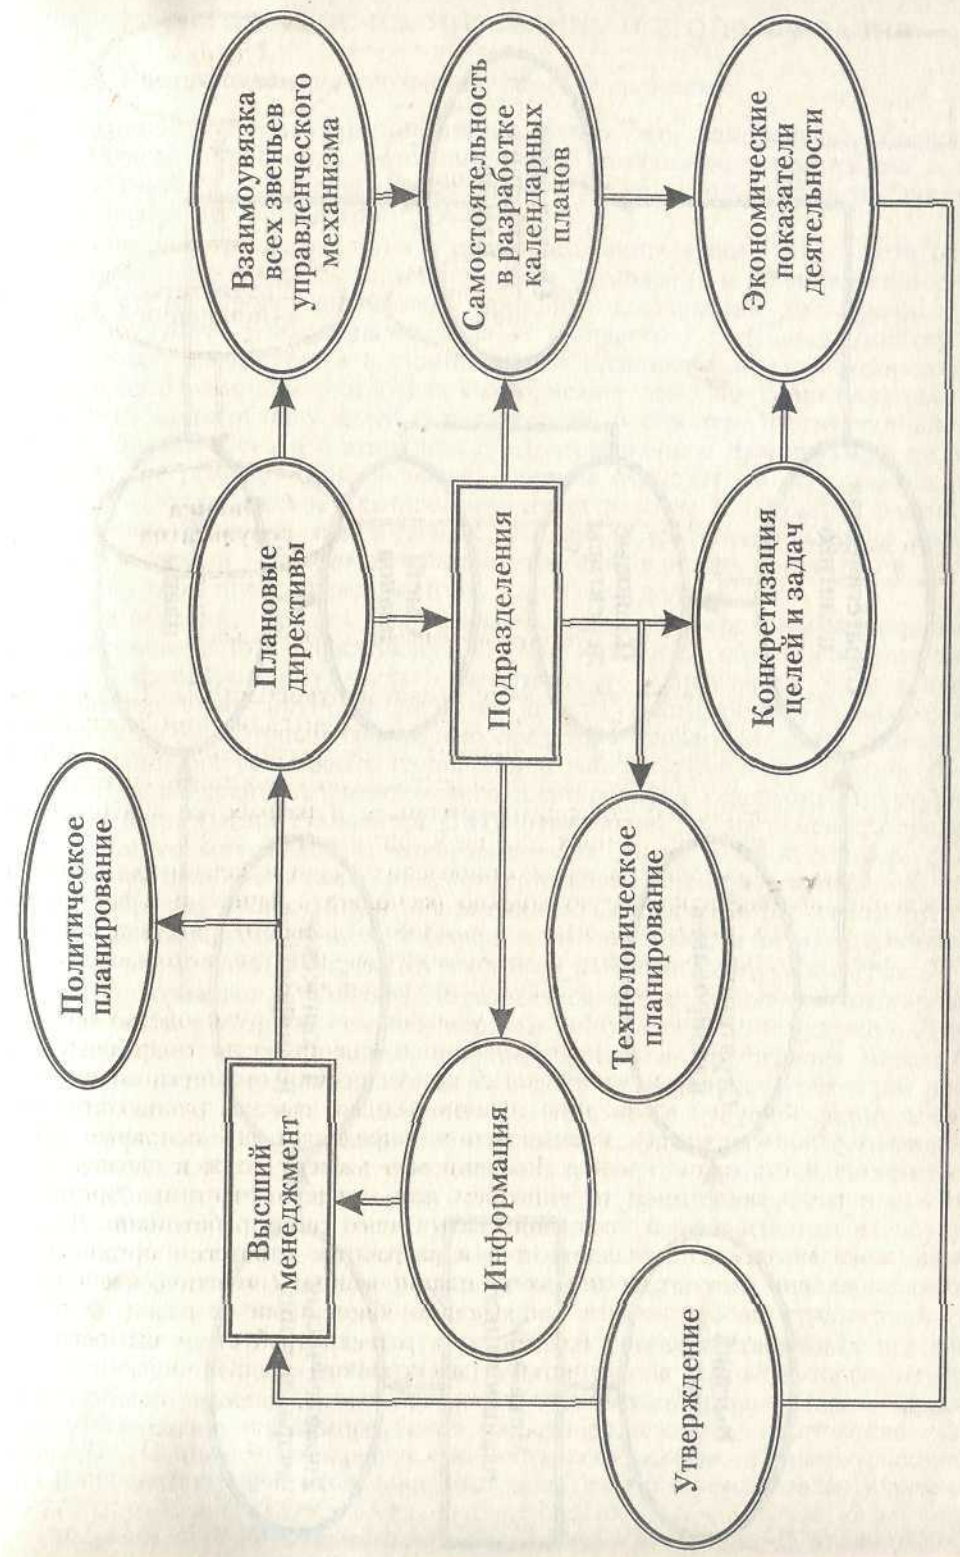 Политическое
планирование
Высший
менеджмент
Плановые
директивы
Взаимоувязка
всех звеньев
управленческого
механизма
Информация
Подразделения
Самостоятельность
в разработке
календарных
планов
Утверждение
Технологическое
планирование
Конкретизация
целей и задач
Экономические
показатели
деятельности